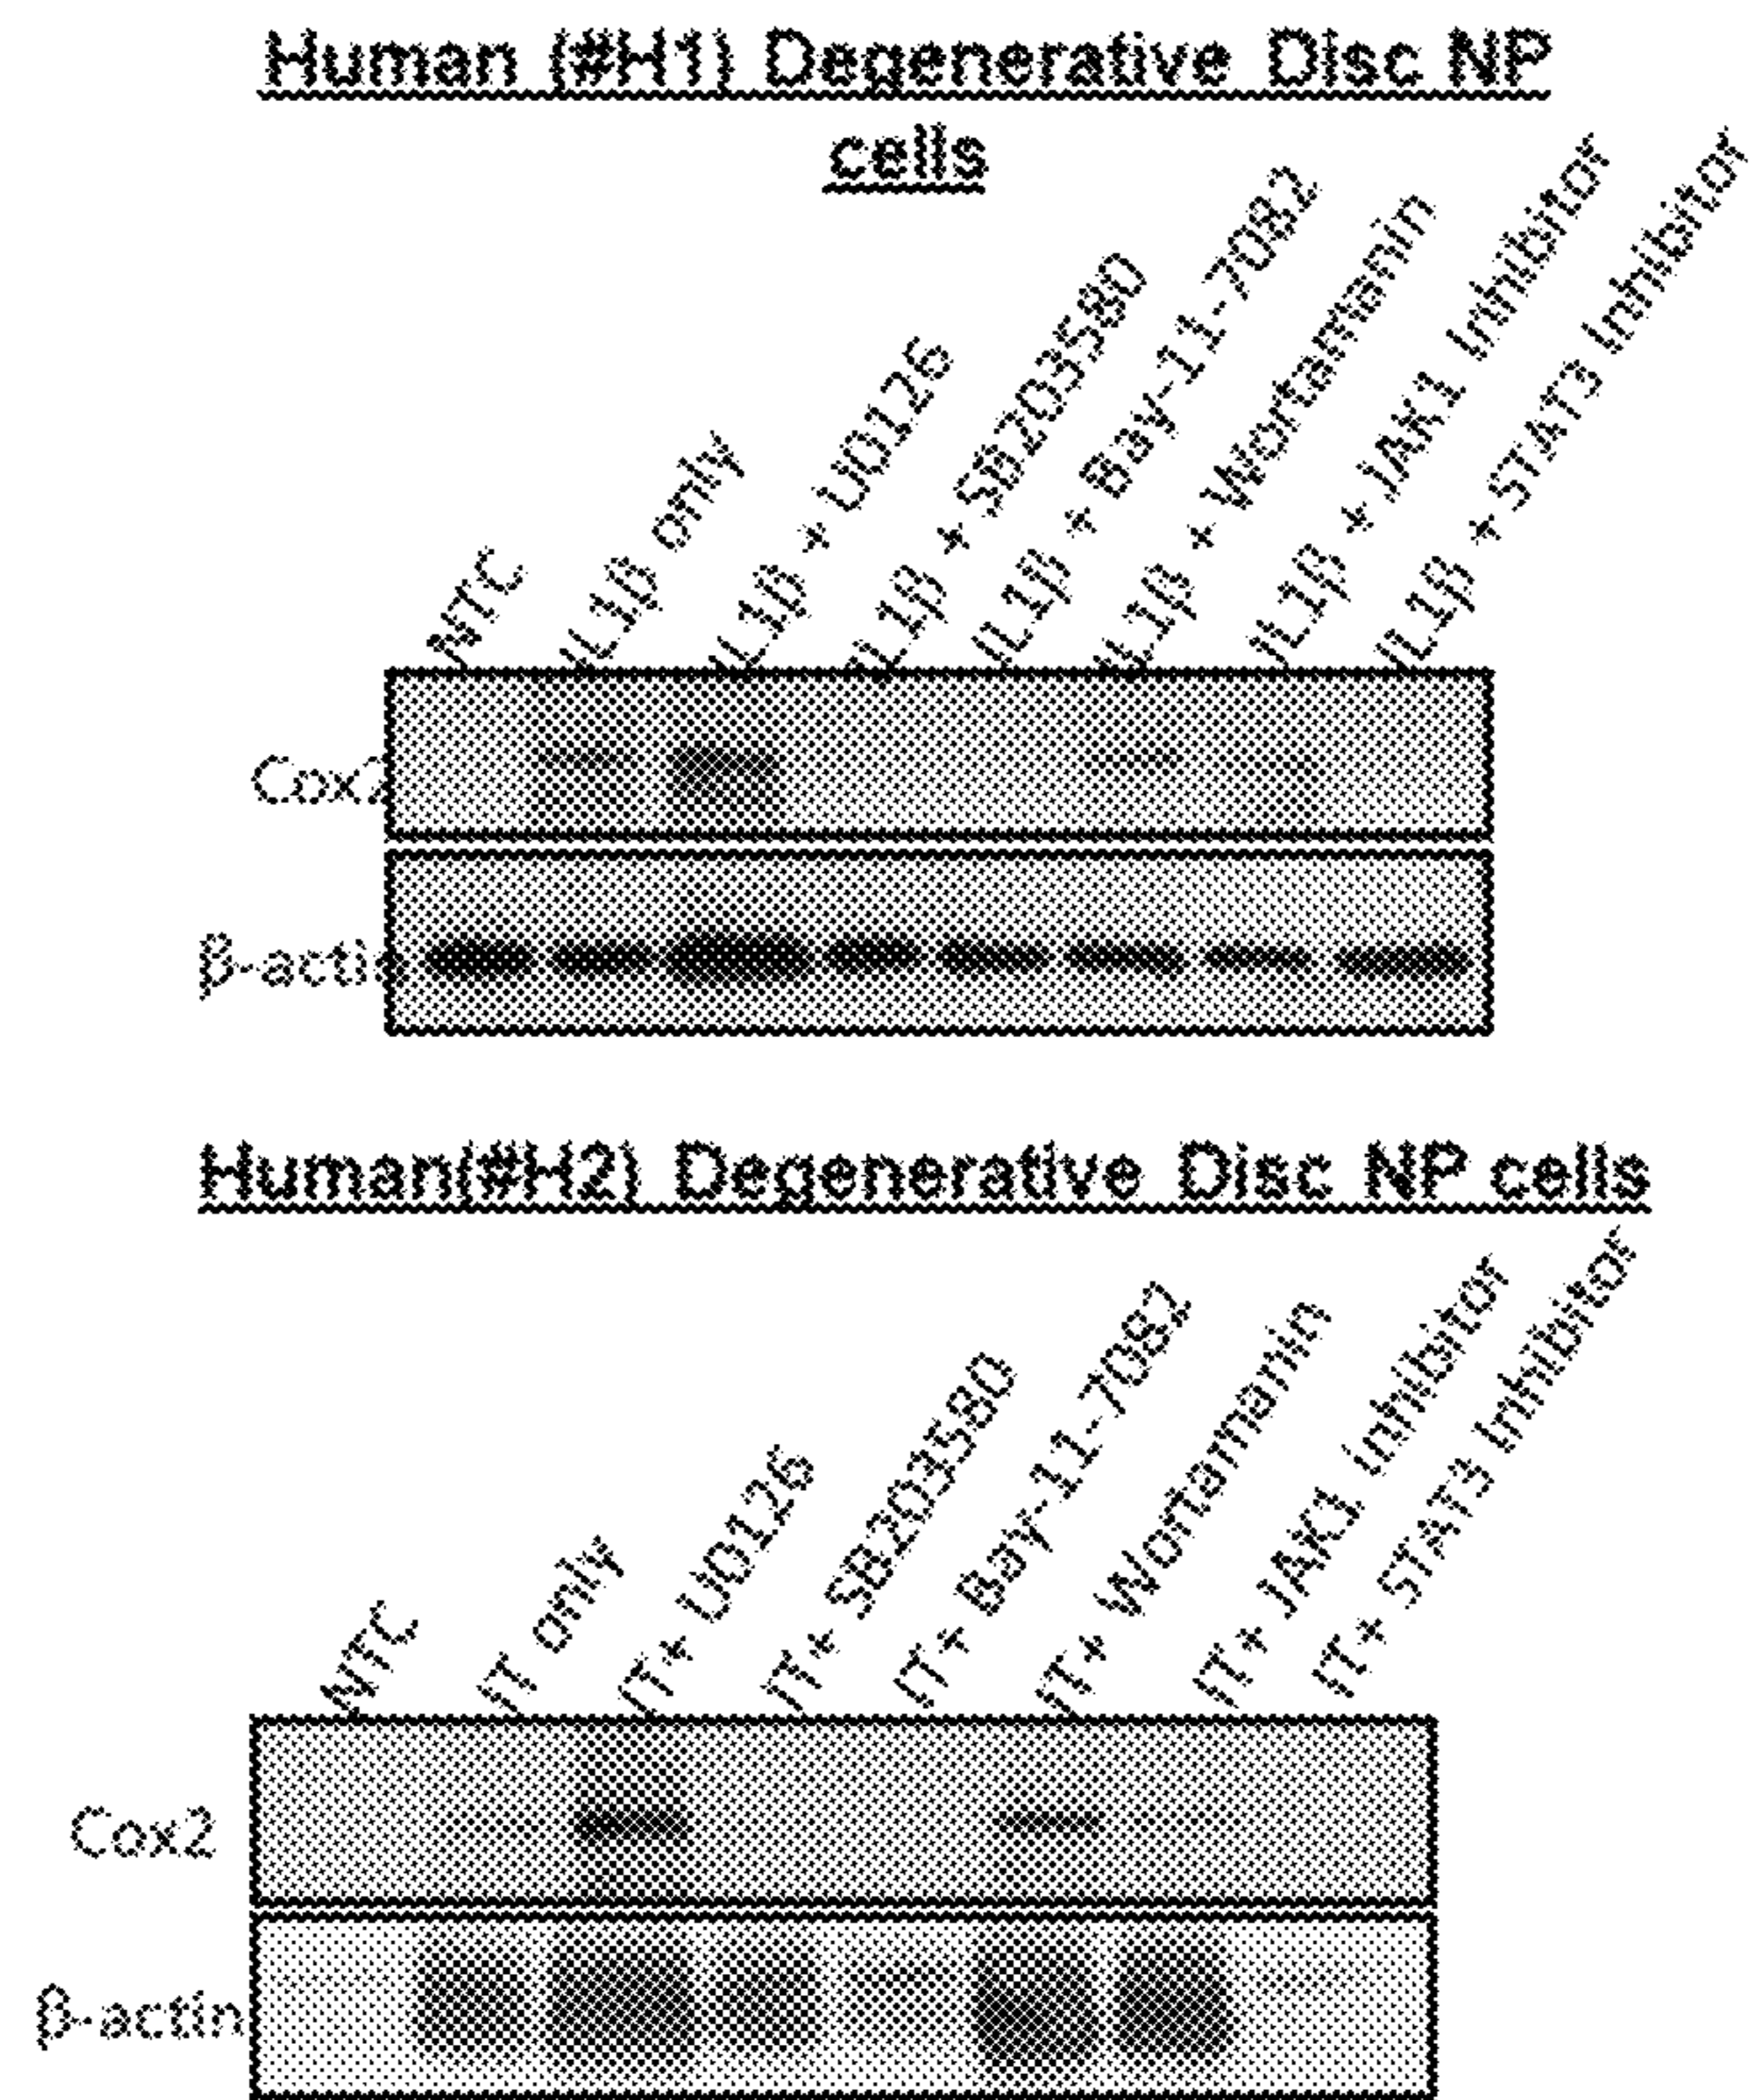 Human (#H1) Degenerative Disc NP
cells
NTC
IL1β only
IL1β + U0126
IL1β + SB203580
IL1β + Bay-11-7082
IL1β + Wortmanin
IL1β + JAK1 Inhibitor
IL1β + STAT3 Inhibitor
Cox2
β-actin
Human(#H2) Degenerative Disc NP cells
NTC
IT only
IT+ U0126
IT+ SB203580
IT+ Bay-11-7082
IT+ Wortamanin
IT+ JAK1 Inhibitor
IT+ STAT3 Inhibitor
Cox2
β-actin